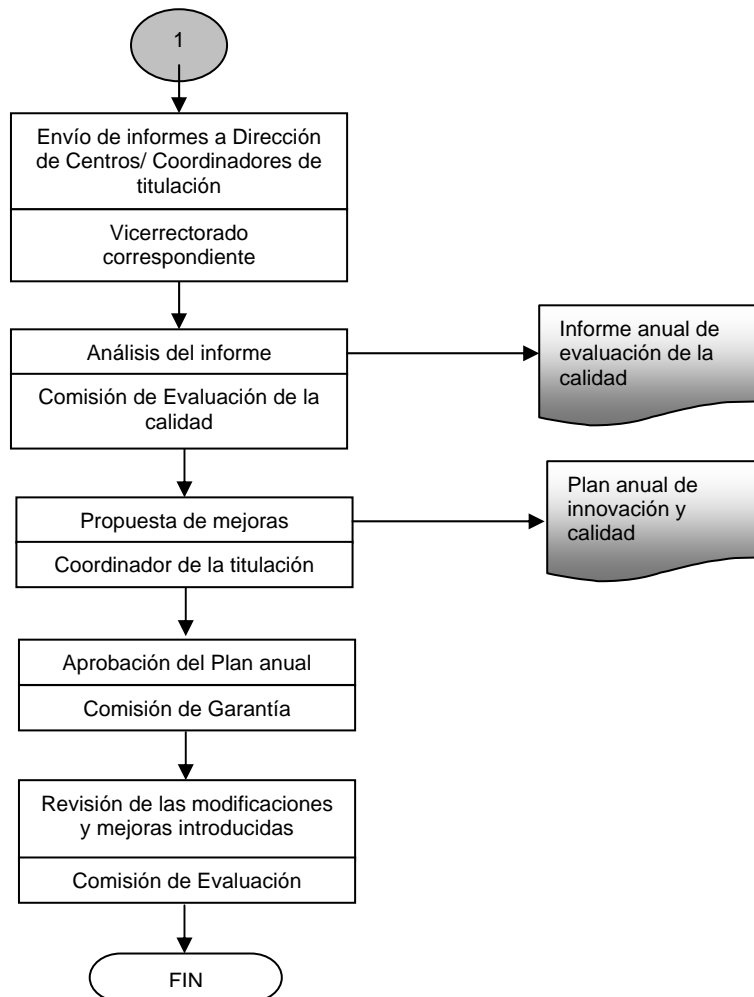 1
Envío de informes a Dirección
de Centros/ Coordinadores de
titulación
Vicerrectorado
correspondiente
Análisis del informe
Comisión de Evaluación de la
calidad
Informe anual de
evaluación de la
calidad
Propuesta de mejoras
Coordinador de la titulación
Plan anual de
innovación y
calidad
Aprobación del Plan anual
Comisión de Garantía
Revisión de las modificaciones
y mejoras introducidas
Comisión de Evaluación
FIN